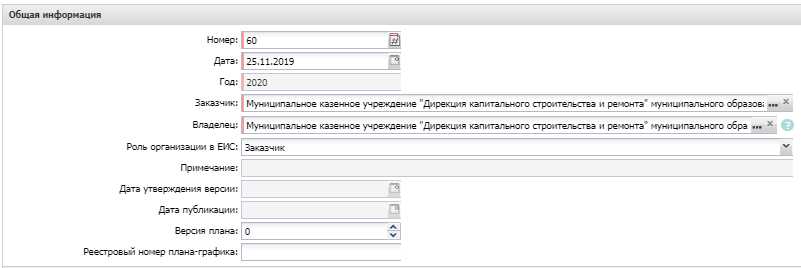 Общая информация
Номер: 60
Дата: 25.11.2019
Год: 2020
Заказчик: Муниципальное казенное учреждение "Дирекция капитального строительства и ремонта" муниципального образова ...
Владелец: Муниципальное казенное учреждение "Дирекция капитального строительства и ремонта" муниципального обра ... ?
Роль организации в ЕИС: Заказчик
Примечание:
Дата утверждения версии:
Дата публикации:
Версия плана: 0
Реестровый номер плана-графика: